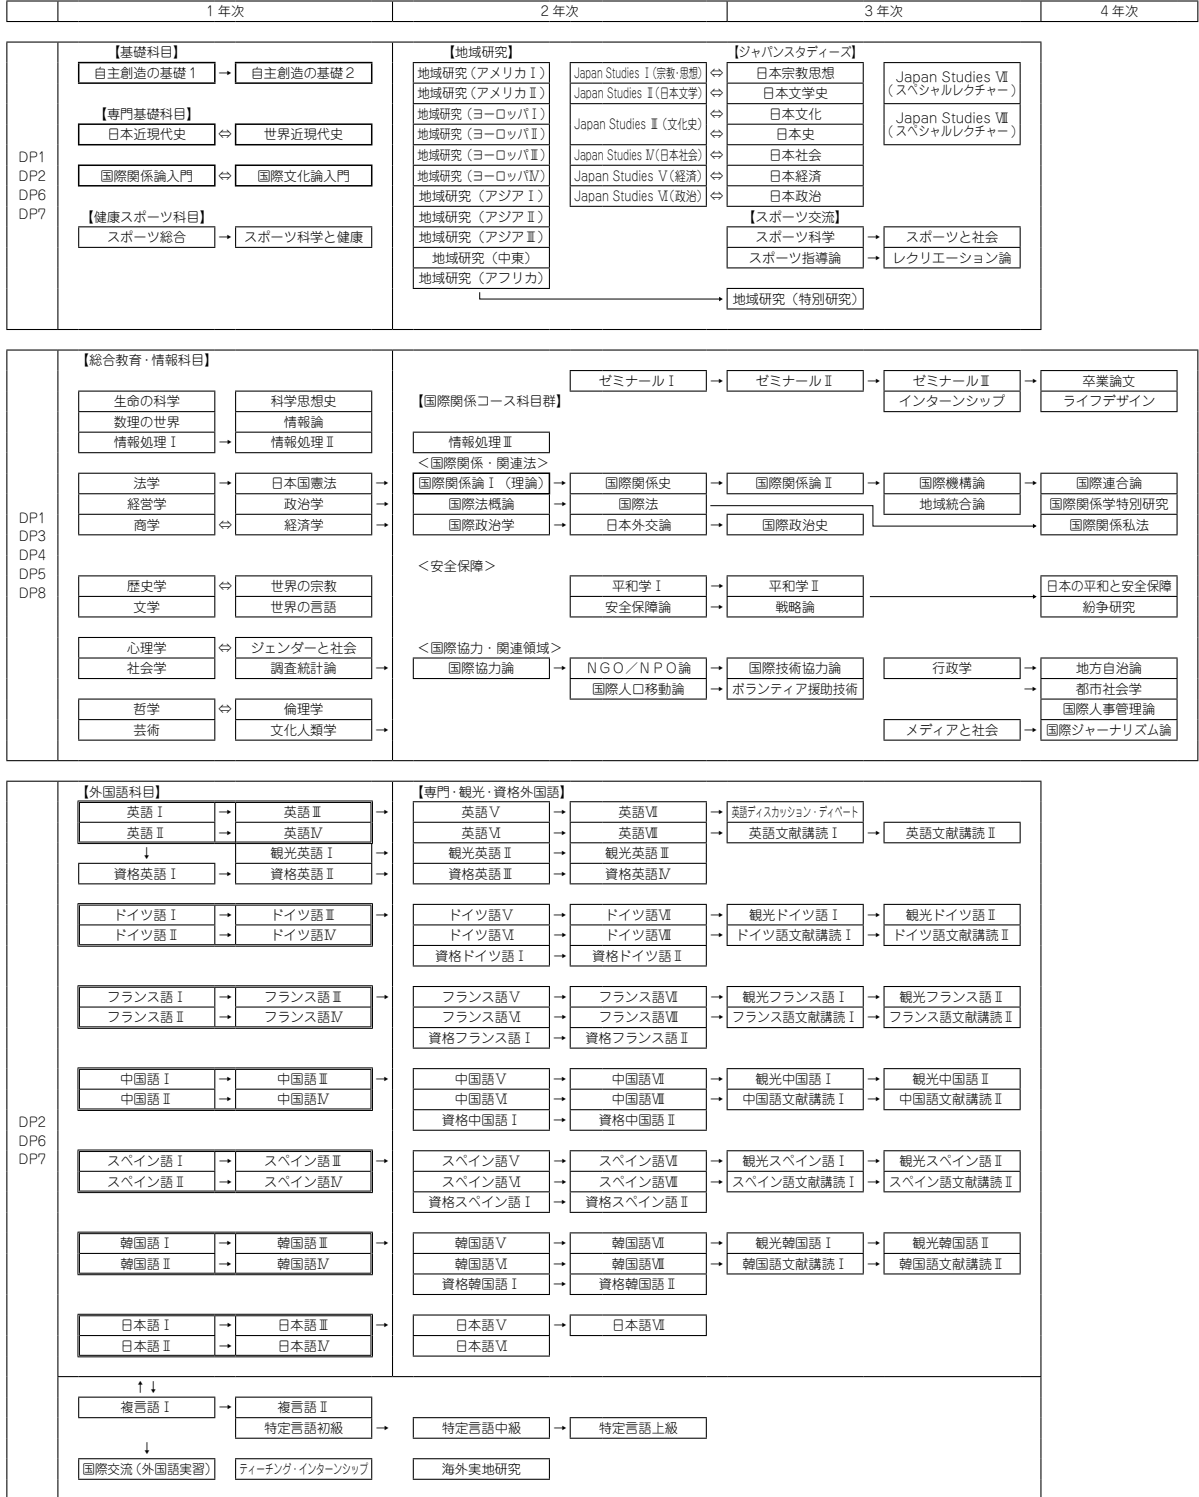 １年次 ２年次 ３年次 ４年次
DP1
DP2
DP6
DP7
【基礎科目】 【地域研究】 【ジャパンスタディーズ】
自主創造の基礎１ → 自主創造の基礎２ 地域研究（アメリカⅠ） Japan Studies Ⅰ（宗教・思想） ⇔ 日本宗教思想 Japan Studies Ⅶ（スペシャルレクチャー）
地域研究（アメリカⅡ） Japan Studies Ⅱ（日本文学） ⇔ 日本文学史
【専門基礎科目】 地域研究（ヨーロッパⅠ） Japan Studies Ⅲ（文化史） ⇔ 日本文化 Japan Studies Ⅷ（スペシャルレクチャー）
日本近現代史 ⇔ 世界近現代史 地域研究（ヨーロッパⅡ） ⇔ 日本史
地域研究（ヨーロッパⅢ） Japan Studies Ⅳ（日本社会） ⇔ 日本社会
国際関係論入門 ⇔ 国際文化論入門 地域研究（ヨーロッパⅣ） Japan Studies Ⅴ（経済） ⇔ 日本経済
地域研究（アジアⅠ） Japan Studies Ⅵ（政治） ⇔ 日本政治
【健康スポーツ科目】 地域研究（アジアⅡ） 【スポーツ交流】
スポーツ総合 → スポーツ科学と健康 地域研究（アジアⅢ） スポーツ科学 → スポーツと社会
地域研究（中東） スポーツ指導論 → レクリエーション論
地域研究（アフリカ）
→ 地域研究（特別研究）
DP1
DP3
DP4
DP5
DP8
【総合教育・情報科目】
ゼミナールⅠ → ゼミナールⅡ → ゼミナールⅢ → 卒業論文
生命の科学 科学思想史 【国際関係コース科目群】 インターンシップ ライフデザイン
数理の世界 情報論
情報処理Ⅰ → 情報処理Ⅱ 情報処理Ⅲ
＜国際関係・関連法＞
法学 → 日本国憲法 → 国際関係論Ⅰ（理論） → 国際関係史 → 国際関係論Ⅱ → 国際機構論 → 国際連合論
経営学 政治学 → 国際法概論 → 国際法 地域統合論 国際関係学特別研究
商学 ⇔ 経済学 → 国際政治学 → 日本外交論 → 国際政治史 → 国際関係私法
＜安全保障＞
歴史学 ⇔ 世界の宗教 平和学Ⅰ → 平和学Ⅱ → 日本の平和と安全保障
文学 世界の言語 安全保障論 → 戦略論 紛争研究
心理学 ⇔ ジェンダーと社会 ＜国際協力・関連領域＞
社会学 調査統計論 → 国際協力論 → ＮＧＯ／ＮＰＯ論 → 国際技術協力論 行政学 → 地方自治論
国際人口移動論 → ボランティア援助技術 → 都市社会学
哲学 ⇔ 倫理学 国際人事管理論
芸術 文化人類学 → メディアと社会 → 国際ジャーナリズム論
DP2
DP6
DP7
【外国語科目】 【専門・観光・資格外国語】
英語Ⅰ → 英語Ⅲ → 英語Ⅴ → 英語Ⅶ → 英語ディスカッション・ディベート
英語Ⅱ → 英語Ⅳ 英語Ⅵ → 英語Ⅷ → 英語文献講読Ⅰ → 英語文献講読Ⅱ
↓ 観光英語Ⅰ → 観光英語Ⅱ → 観光英語Ⅲ
資格英語Ⅰ → 資格英語Ⅱ → 資格英語Ⅲ → 資格英語Ⅳ
ドイツ語Ⅰ → ドイツ語Ⅲ → ドイツ語Ⅴ → ドイツ語Ⅶ → 観光ドイツ語Ⅰ → 観光ドイツ語Ⅱ
ドイツ語Ⅱ → ドイツ語Ⅳ ドイツ語Ⅵ → ドイツ語Ⅷ → ドイツ語文献講読Ⅰ → ドイツ語文献講読Ⅱ
資格ドイツ語Ⅰ → 資格ドイツ語Ⅱ
フランス語Ⅰ → フランス語Ⅲ → フランス語Ⅴ → フランス語Ⅶ → 観光フランス語Ⅰ → 観光フランス語Ⅱ
フランス語Ⅱ → フランス語Ⅳ フランス語Ⅵ → フランス語Ⅷ → フランス語文献講読Ⅰ → フランス語文献講読Ⅱ
資格フランス語Ⅰ → 資格フランス語Ⅱ
中国語Ⅰ → 中国語Ⅲ → 中国語Ⅴ → 中国語Ⅶ → 観光中国語Ⅰ → 観光中国語Ⅱ
中国語Ⅱ → 中国語Ⅳ 中国語Ⅵ → 中国語Ⅷ → 中国語文献講読Ⅰ → 中国語文献講読Ⅱ
資格中国語Ⅰ → 資格中国語Ⅱ
スペイン語Ⅰ → スペイン語Ⅲ → スペイン語Ⅴ → スペイン語Ⅶ → 観光スペイン語Ⅰ → 観光スペイン語Ⅱ
スペイン語Ⅱ → スペイン語Ⅳ スペイン語Ⅵ → スペイン語Ⅷ → スペイン語文献講読Ⅰ → スペイン語文献講読Ⅱ
資格スペイン語Ⅰ → 資格スペイン語Ⅱ
韓国語Ⅰ → 韓国語Ⅲ → 韓国語Ⅴ → 韓国語Ⅶ → 観光韓国語Ⅰ → 観光韓国語Ⅱ
韓国語Ⅱ → 韓国語Ⅳ 韓国語Ⅵ → 韓国語Ⅷ → 韓国語文献講読Ⅰ → 韓国語文献講読Ⅱ
資格韓国語Ⅰ → 資格韓国語Ⅱ
日本語Ⅰ → 日本語Ⅲ → 日本語Ⅴ → 日本語Ⅶ
日本語Ⅱ → 日本語Ⅳ 日本語Ⅵ
↑↓
複言語Ⅰ → 複言語Ⅱ
特定言語初級 → 特定言語中級 → 特定言語上級
↓
国際交流（外国語実習） ティーチング・インターンシップ 海外実地研究